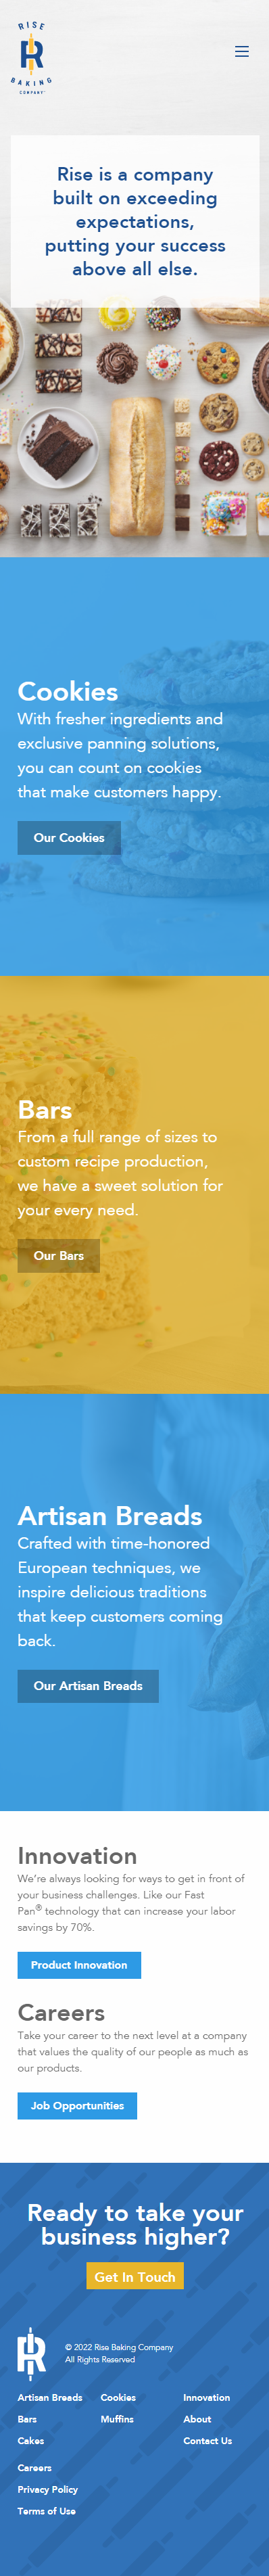 RISE
R
BAKING
COMPANY™
Rise is a company
built on exceeding
expectations,
putting your success
above all else.
Cookies
With fresher ingredients and
exclusive panning solutions,
you can count on cookies
that make customers happy.
Our Cookies
Bars
From a full range of sizes to
custom recipe production,
we have a sweet solution for
your every need.
Our Bars
Artisan Breads
Crafted with time-honored
European techniques, we
inspire delicious traditions
that keep customers coming
back.
Our Artisan Breads
Innovation
We’re always looking for ways to get in front of
your business challenges. Like our Fast
Pan® technology that can increase your labor
savings by 70%.
Product Innovation
Careers
Take your career to the next level at a company
that values the quality of our people as much as
our products.
Job Opportunities
Ready to take your
business higher?
Get In Touch
R
© 2022 Rise Baking Company
All Rights Reserved
Artisan Breads Cookies Innovation
Bars Muffins About
Cakes Contact Us
Careers
Privacy Policy
Terms of Use